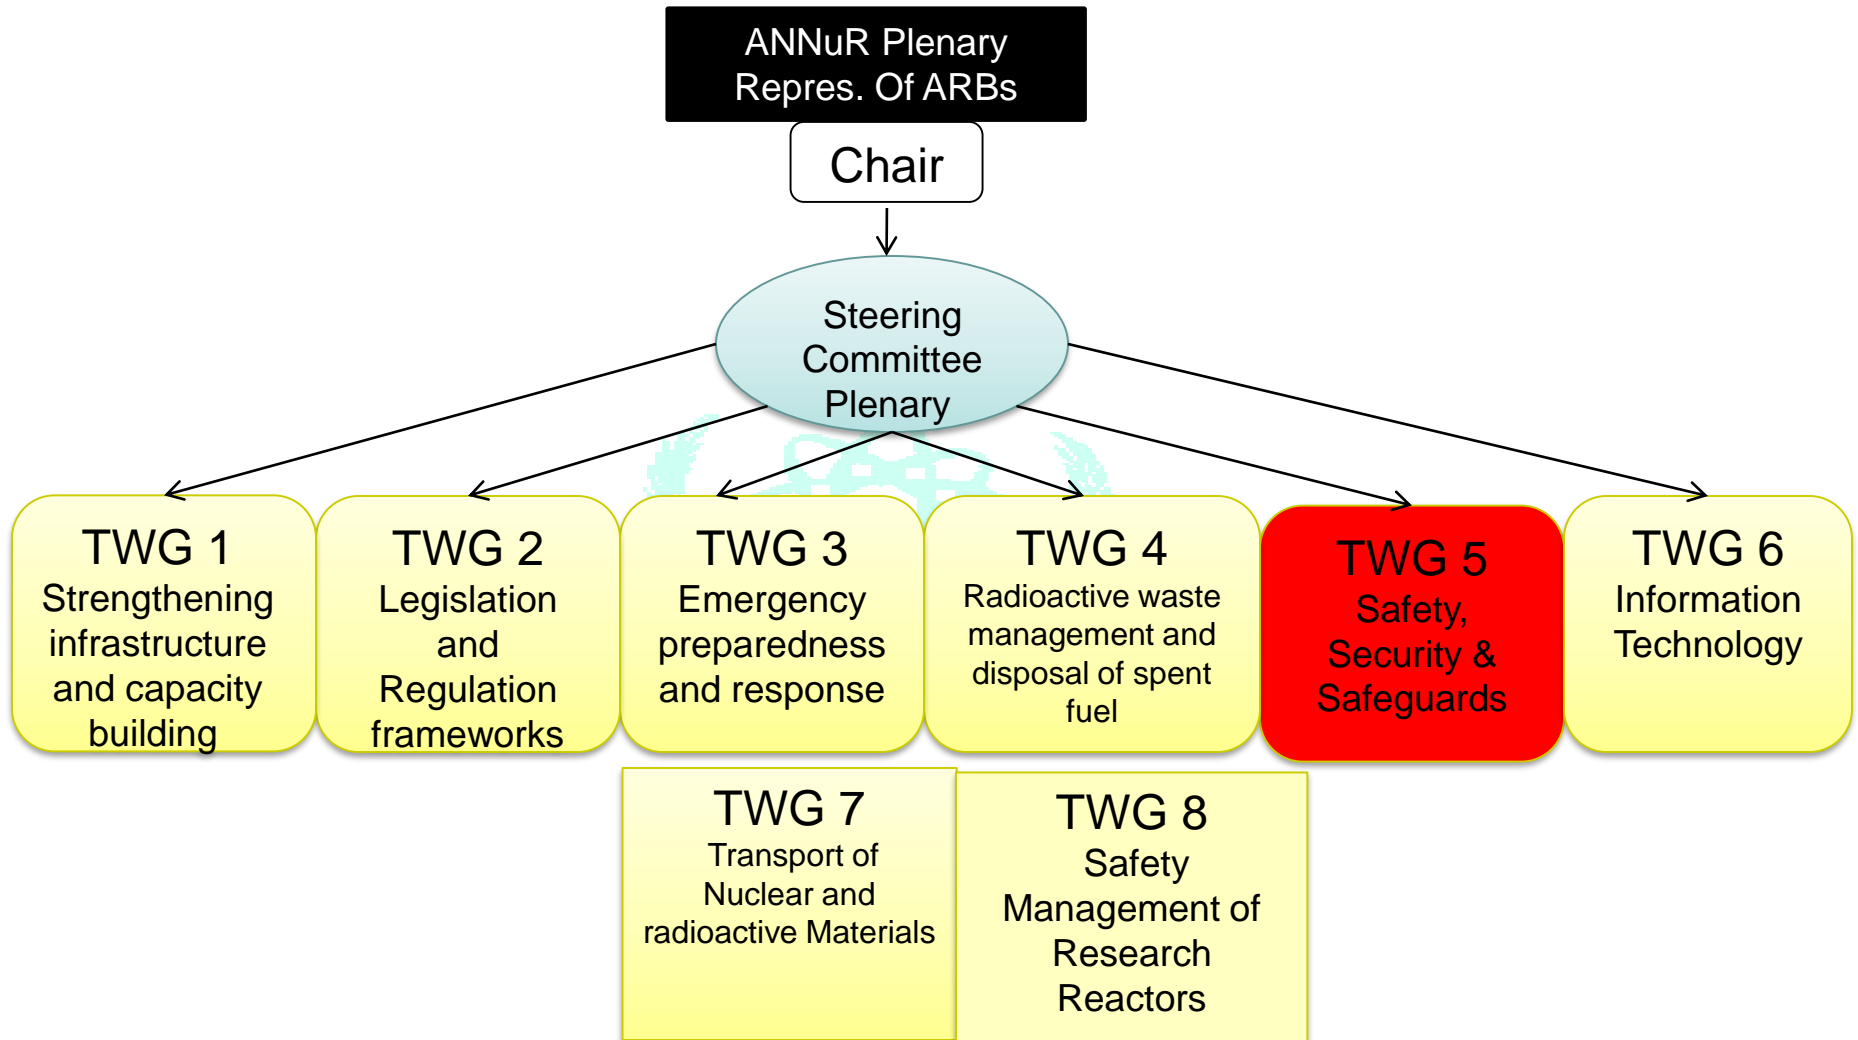 ANNuR Plenary
Repres. Of ARBs
Chair
Steering
Committee
Plenary
TWG 1
Strengthening
infrastructure
and capacity
building
TWG 2
Legislation
and
Regulation
frameworks
TWG 3
Emergency
preparedness
and response
TWG 4
Radioactive waste
management and
disposal of spent
fuel
TWG 5
Safety,
Security &
Safeguards
TWG 6
Information
Technology
TWG 7
Transport of
Nuclear and
radioactive Materials
TWG 8
Safety
Management of
Research
Reactors